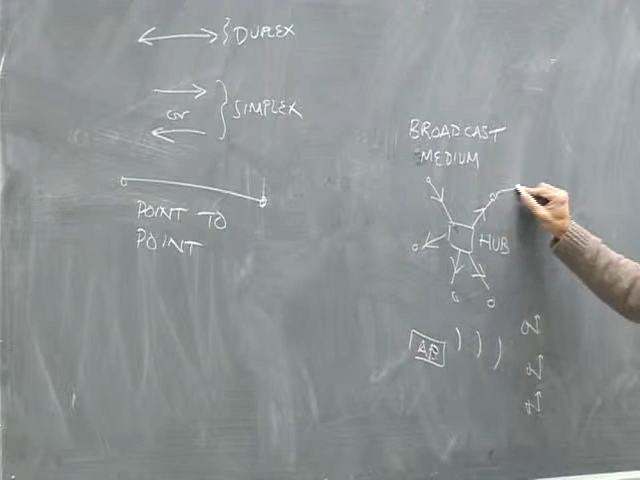 DUPLEX
or
SIMPLEX
POINT TO
POINT
BROADCAST
MEDIUM
HUB
AP